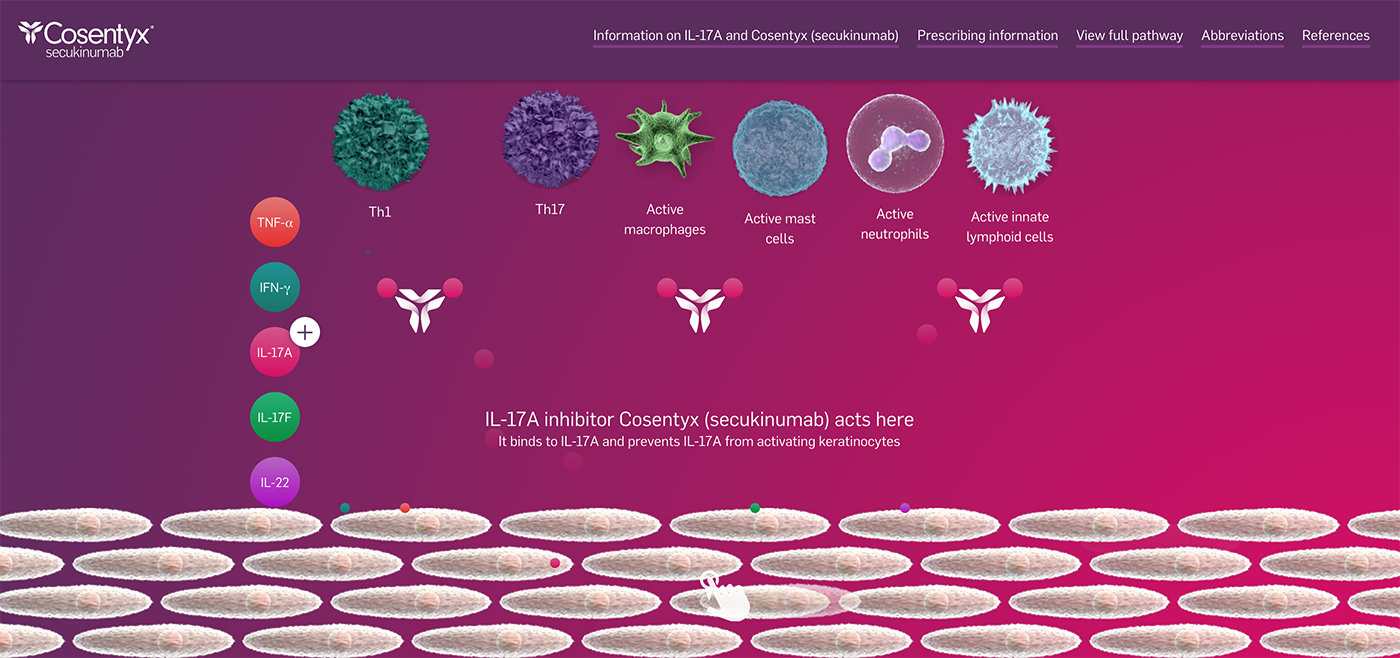 Cosentyx®
secukinumab
Information on IL-17A and Cosentyx (secukinumab)
Prescribing information
View full pathway
Abbreviations
References
Th1
Th17
Active
macrophages
Active mast
cells
Active
neutrophils
Active innate
lymphoid cells
TNF-α
IFN-γ
IL-17A
IL-17F
IL-22
IL-17A inhibitor Cosentyx (secukinumab) acts here
It binds to IL-17A and prevents IL-17A from activating keratinocytes